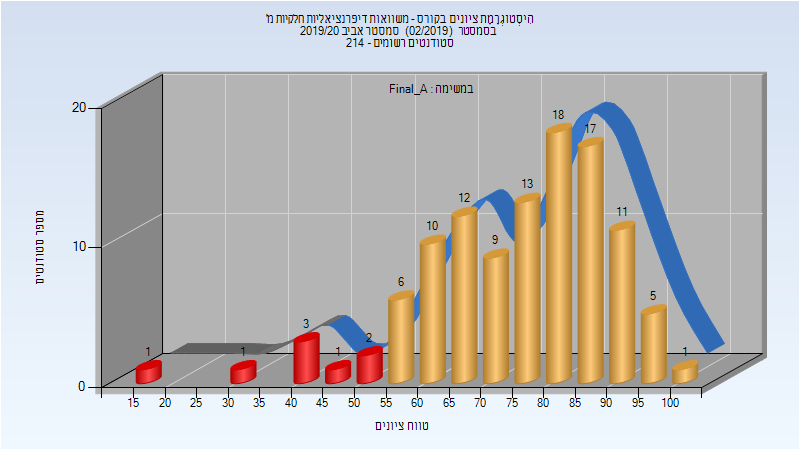 היסטוגרמת ציונים בקורס - משוואות דיפרנציאליות חלקיות מ'
בסמסטר (02/2019) סמסטר אביב 2019/20
סטודנטים רשומים - 214
במשימה : Final_A
מספר סטודנטים
20
10
0
1
1
3
1
2
6
10
12
9
13
18
17
11
5
1
15 20 25 30 35 40 45 50 55 60 65 70 75 80 85 90 95 100
טווח ציונים